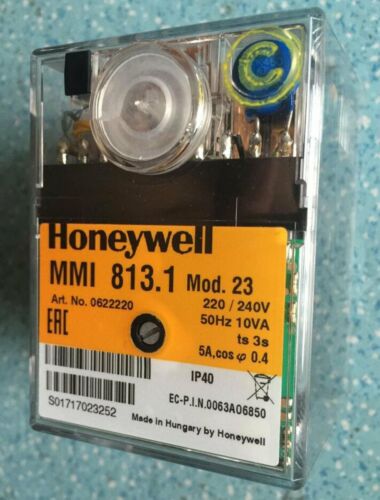 C
Honeywell
MMI 813.1 Mod. 23
Art. No. 0622220
220 / 240V
50Hz 10VA
ts 3s
5A,cos φ 0.4
EAC
IP40
EC-P.I.N.0063A06850
S01717023252
Made in Hungary by Honeywell